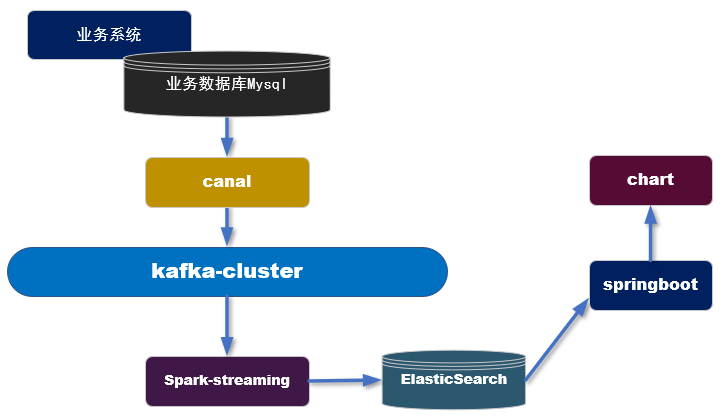 业务系统
业务数据库Mysql
canal
kafka-cluster
Spark-streaming
ElasticSearch
springboot
chart